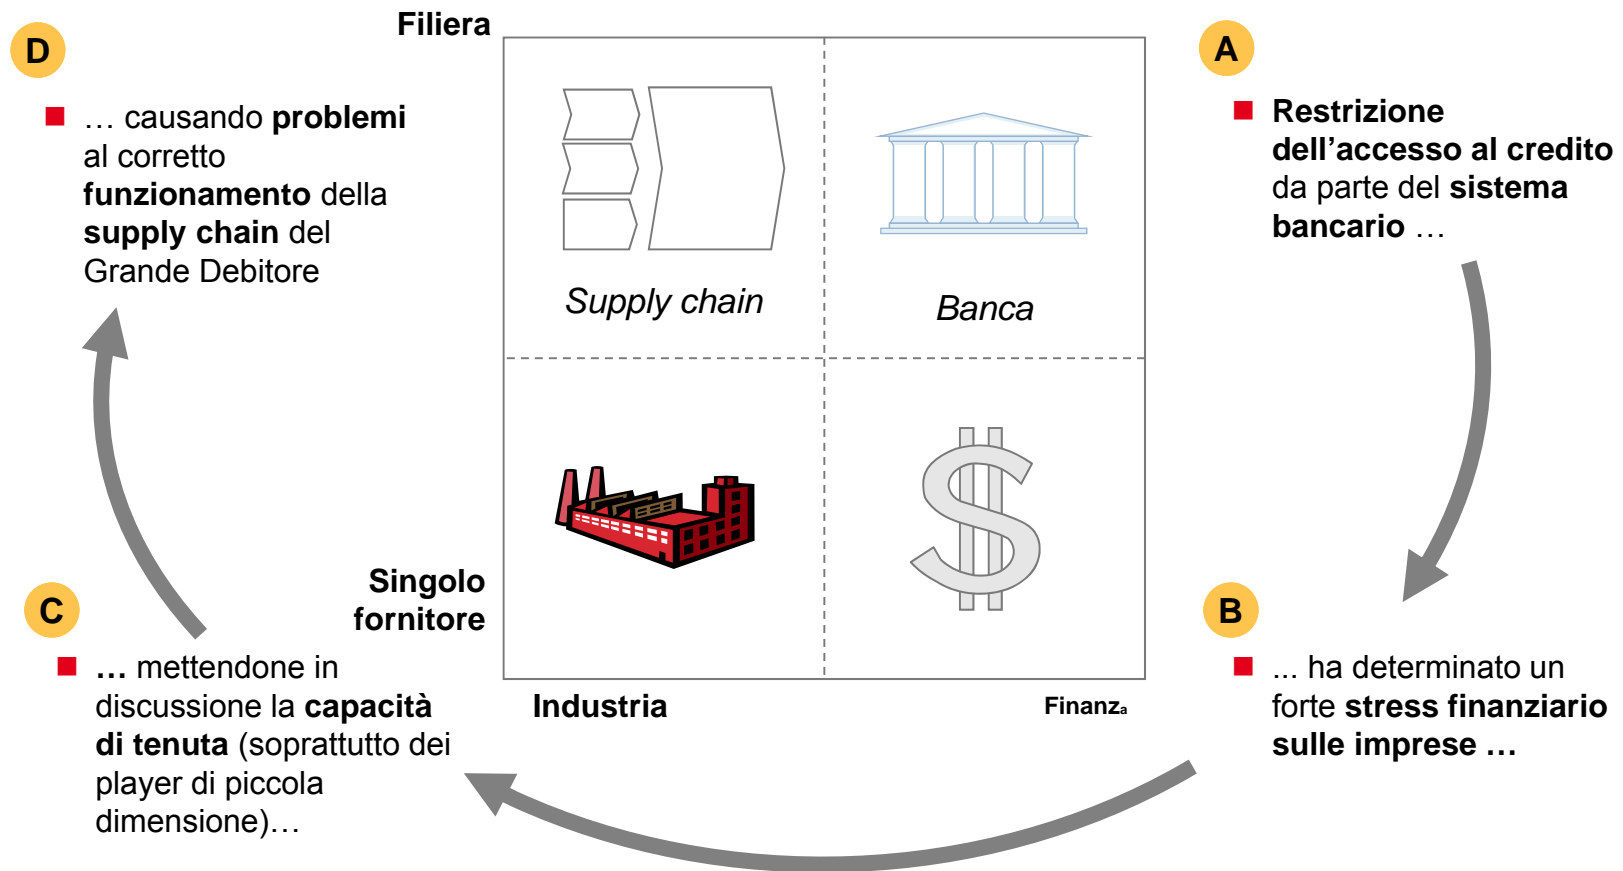 Filiera
D
… causando problemi
al corretto
funzionamento della
supply chain del
Grande Debitore
A
Restrizione
dell’accesso al credito
da parte del sistema
bancario …
Supply chain
Banca
Singolo
fornitore
C
… mettendone in
discussione la capacità
di tenuta (soprattutto dei
player di piccola
dimensione)…
B
... ha determinato un
forte stress finanziario
sulle imprese …
Industria
Finanza